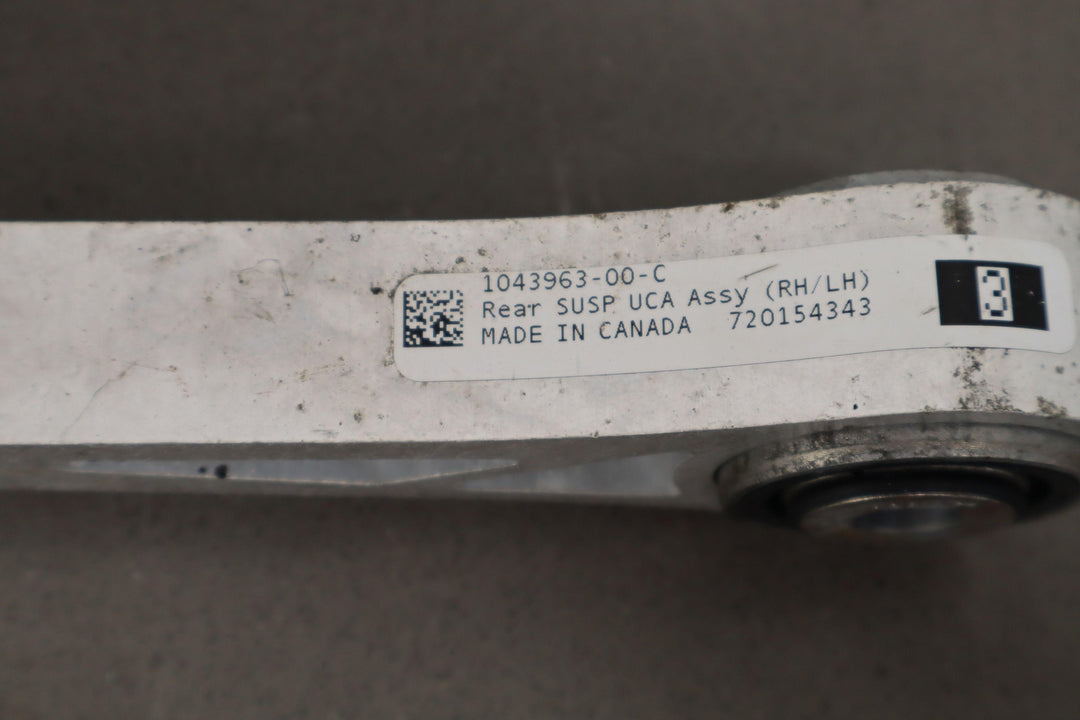 1043963-00-C
Rear SUSP UCA Assy (RH/LH)
MADE IN CANADA 720154343
3